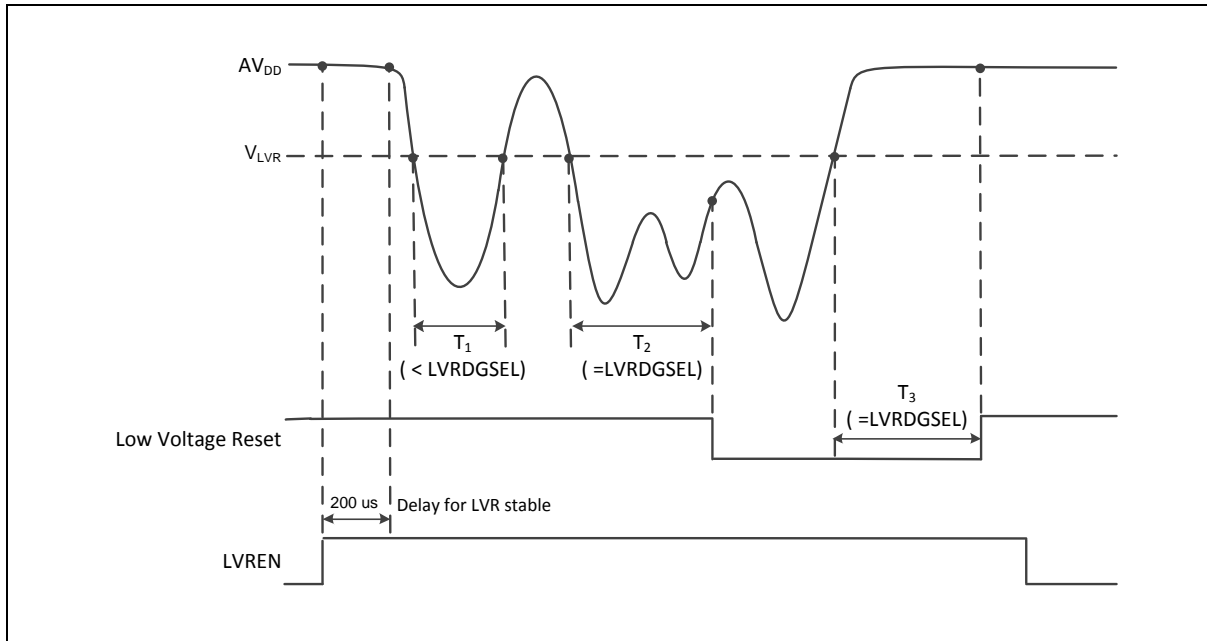 AVDD
VLVR
T1
( < LVRDGSEL)
T2
( =LVRDGSEL)
T3
( =LVRDGSEL)
Low Voltage Reset
200 us
Delay for LVR stable
LVREN